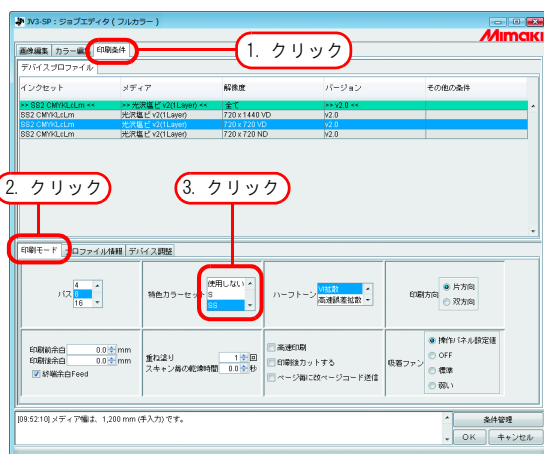 JV3-SP : ジョブエディタ ( フルカラー )
Mimaki
画像編集 カラー編 印刷条件
1. クリック
デバイスプロファイル
インクセット メディア 解像度 バージョン その他の条件
>> SS2 CMYKLcLm << >> 光沢塩ビ v2(1Layer) << 全て >> v2.0 <<
SS2 CMYKLcLm 光沢塩ビ v2(1Layer) 720 x 1440 VD v2.0
SS2 CMYKLcLm 光沢塩ビ v2(1Layer) 720 x 720 VD v2.0
SS2 CMYKLcLm 光沢塩ビ v2(1Layer) 720 x 720 ND v2.0
2. クリック
3. クリック
印刷モード プロファイル情報 デバイス調整
パス 4 8 16
特色カラーセット 使用しない S SS
ハーフトーン VI拡散 高速誤差拡散
印刷方向 片方向 双方向
印刷前余白 0.0 mm
印刷後余白 0.0 mm
終端余白Feed
重ね塗り 1 回
スキャン毎の乾燥時間 0.0 秒
高速印刷
印刷後カットする
ページ毎に改ページコード送信
吸着ファン 操作パネル設定値
OFF
標準
弱い
[09:52:10] メディア幅は、1,200 mm (手入力) です。
条件管理
OK キャンセル